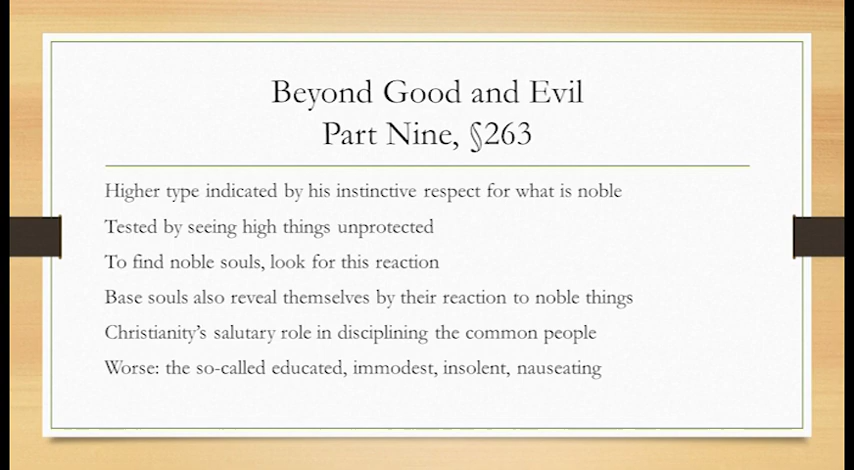 Beyond Good and Evil
Part Nine, §263
Higher type indicated by his instinctive respect for what is noble
Tested by seeing high things unprotected
To find noble souls, look for this reaction
Base souls also reveal themselves by their reaction to noble things
Christianity’s salutary role in disciplining the common people
Worse: the so-called educated, immodest, insolent, nauseating